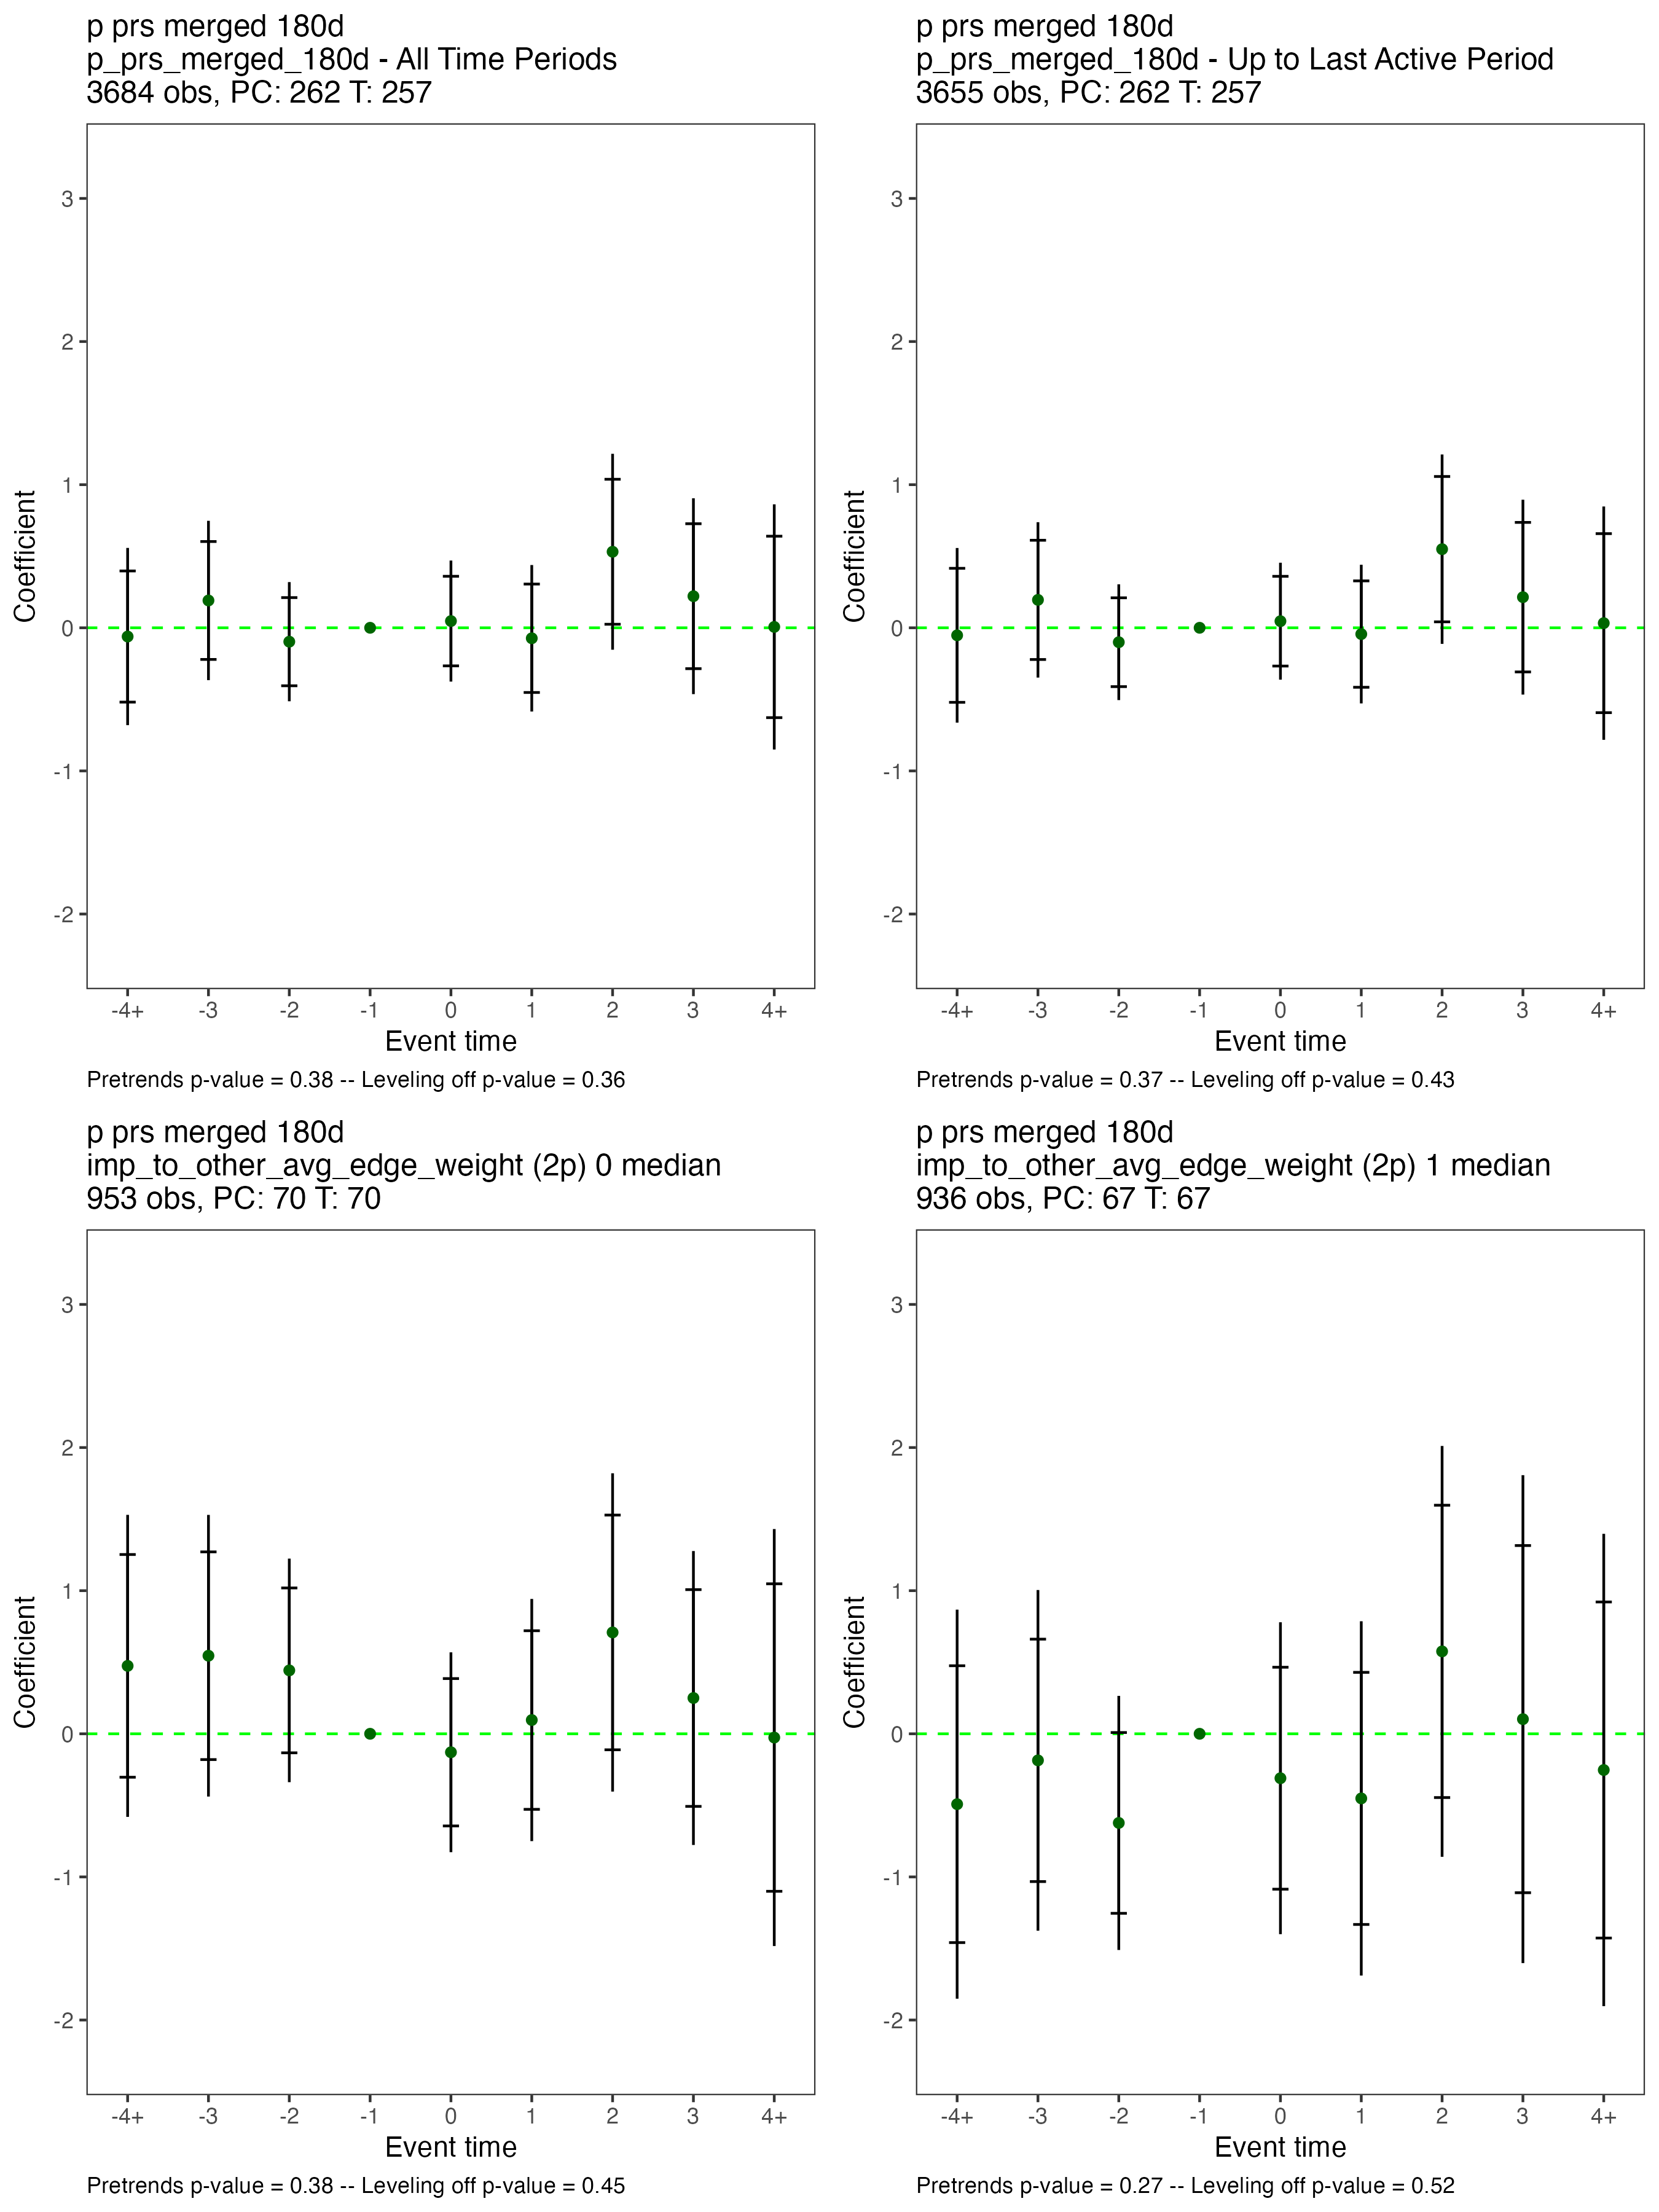 p prs merged 180d
p_prs_merged_180d - All Time Periods
3684 obs, PC: 262 T: 257
3
2
1
0
-1
-2
Coefficient
-4+ -3 -2 -1 0 1 2 3 4+
Event time
Pretrends p-value = 0.38 -- Leveling off p-value = 0.36
p prs merged 180d
p_prs_merged_180d - Up to Last Active Period
3655 obs, PC: 262 T: 257
3
2
1
0
-1
-2
Coefficient
-4+ -3 -2 -1 0 1 2 3 4+
Event time
Pretrends p-value = 0.37 -- Leveling off p-value = 0.43
p prs merged 180d
imp_to_other_avg_edge_weight (2p) 0 median
953 obs, PC: 70 T: 70
3
2
1
0
-1
-2
Coefficient
-4+ -3 -2 -1 0 1 2 3 4+
Event time
Pretrends p-value = 0.38 -- Leveling off p-value = 0.45
p prs merged 180d
imp_to_other_avg_edge_weight (2p) 1 median
936 obs, PC: 67 T: 67
3
2
1
0
-1
-2
Coefficient
-4+ -3 -2 -1 0 1 2 3 4+
Event time
Pretrends p-value = 0.27 -- Leveling off p-value = 0.52